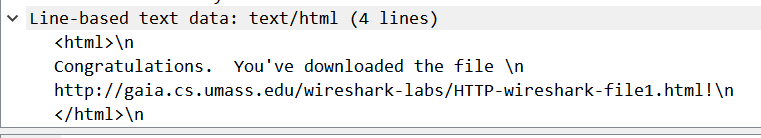 Line-based text data: text/html (4 lines)
<html>\n
Congratulations.  You've downloaded the file \n
http://gaia.cs.umass.edu/wireshark-labs/HTTP-wireshark-file1.html!\n
</html>\n